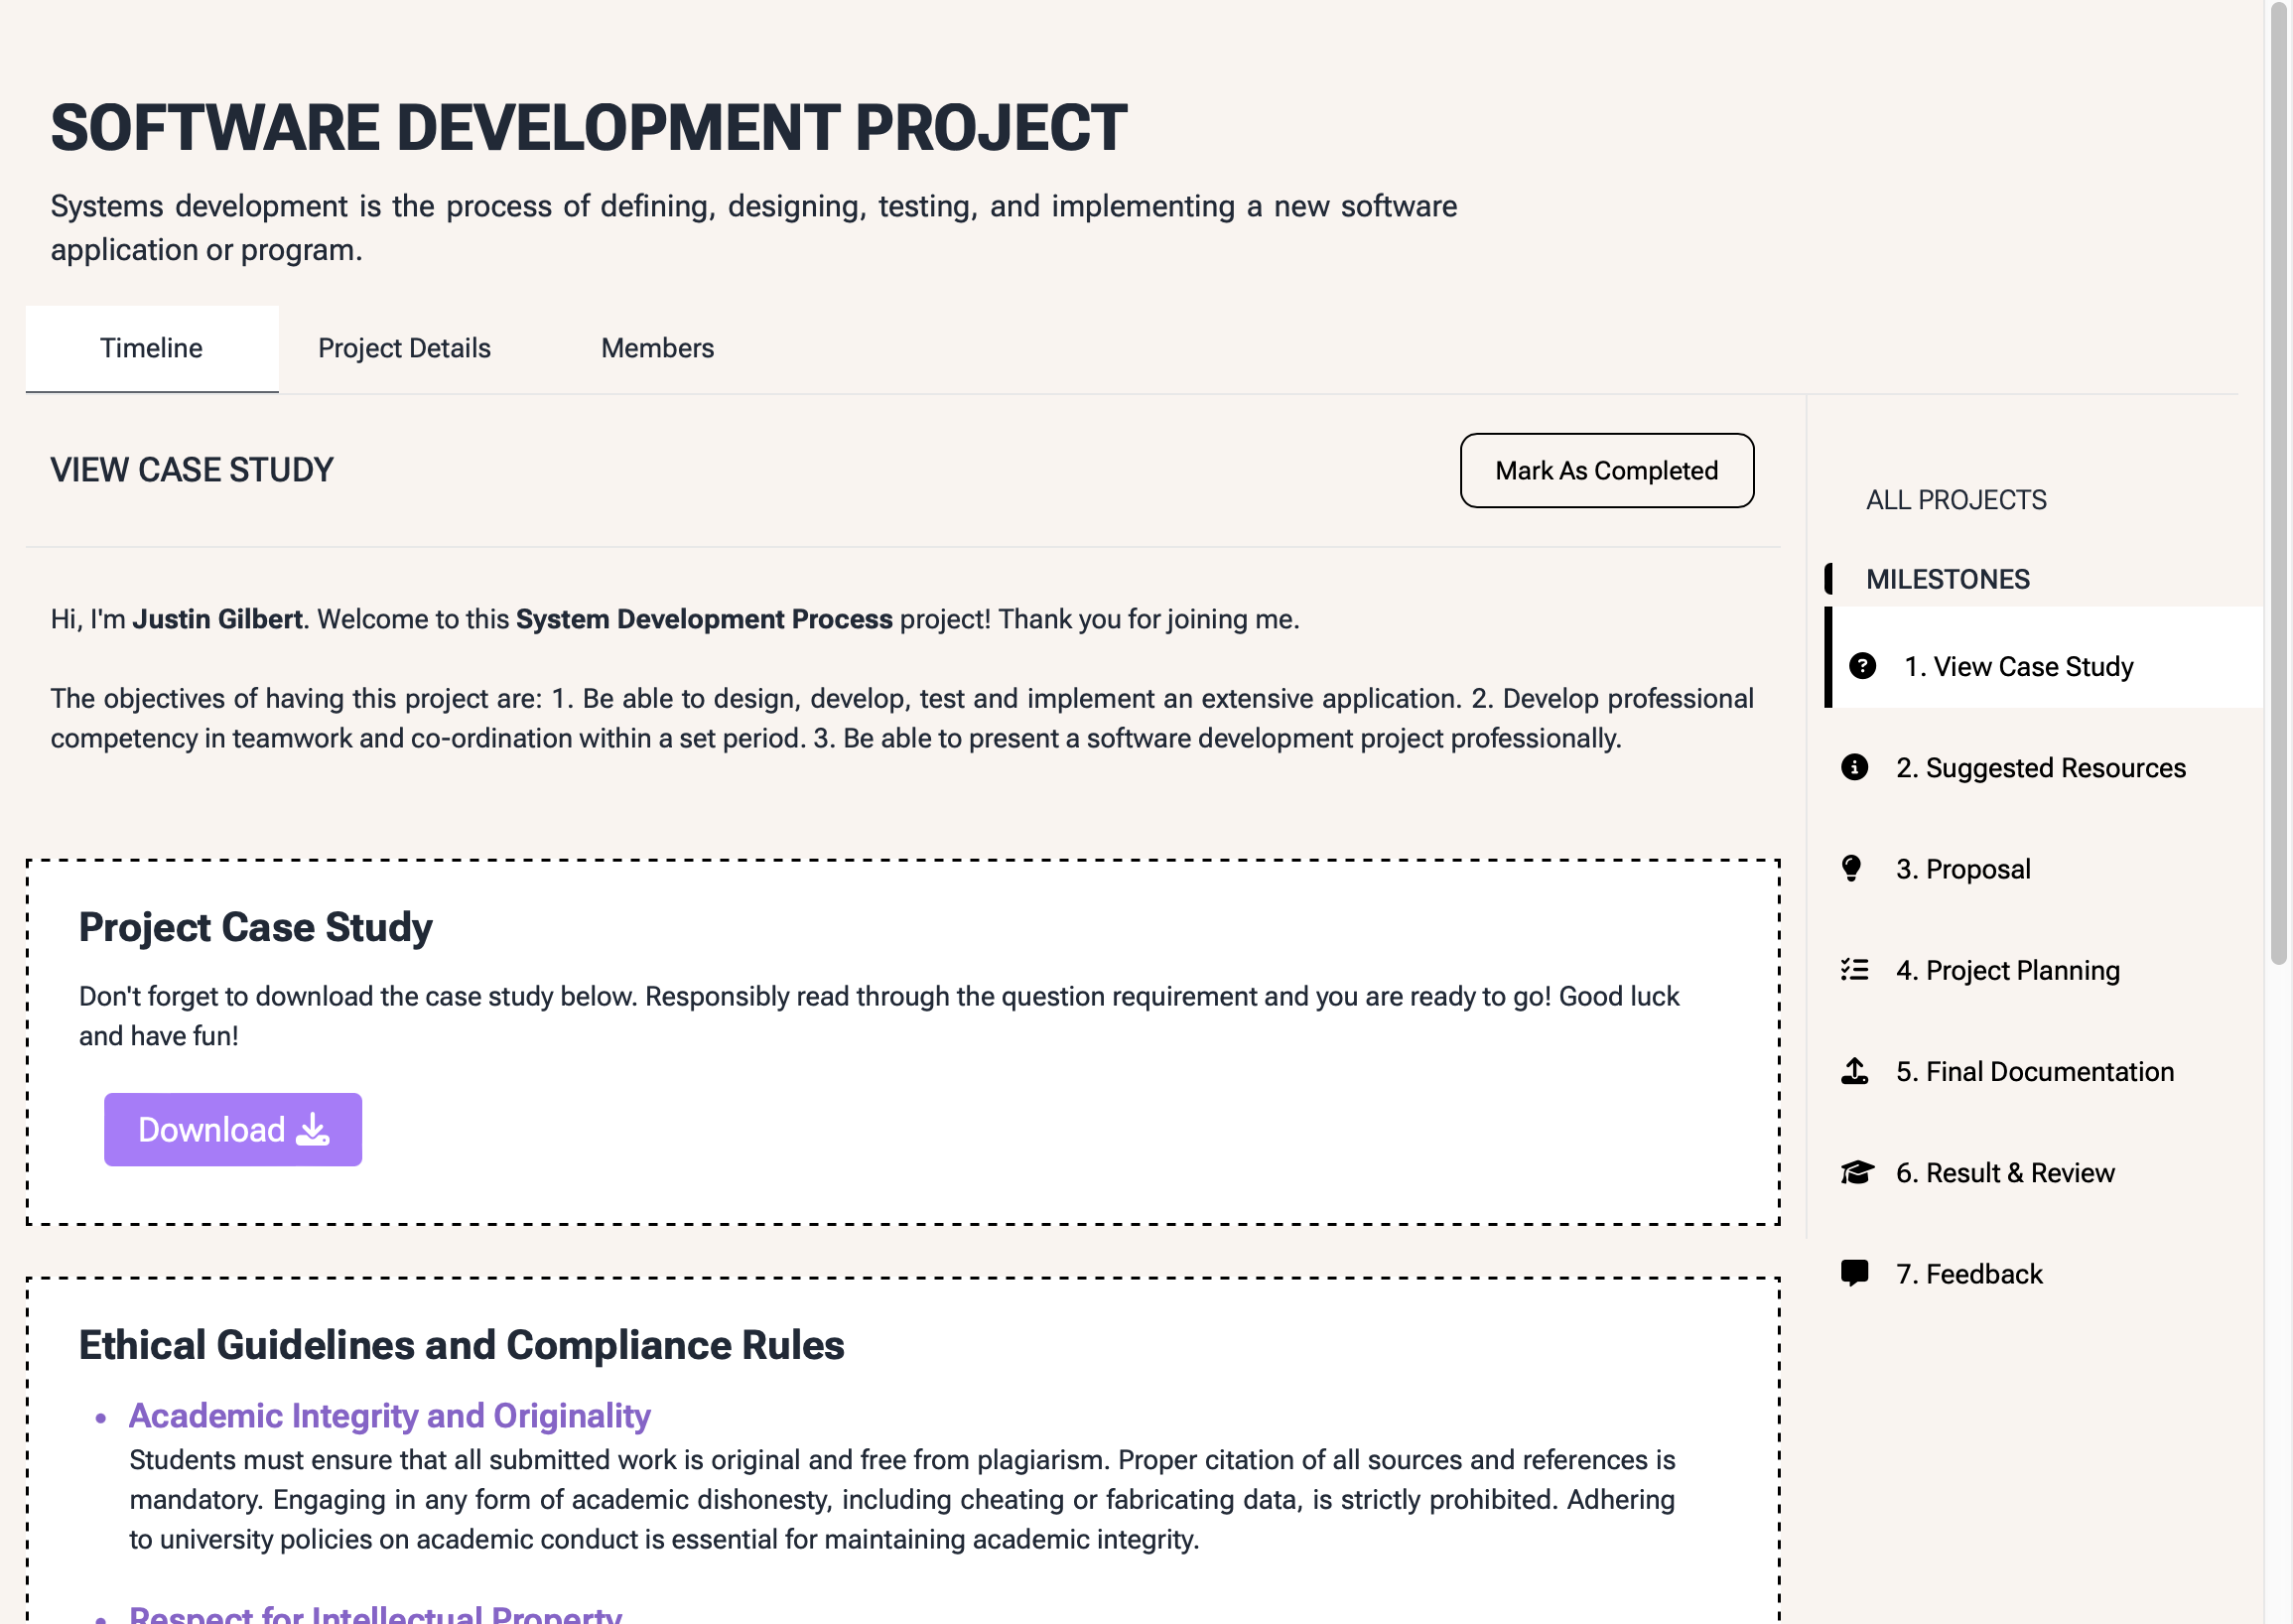 SOFTWARE DEVELOPMENT PROJECT
Systems development is the process of defining, designing, testing, and implementing a new software
application or program.
Timeline
Project Details
Members
VIEW CASE STUDY
Mark As Completed
Hi, I'm Justin Gilbert. Welcome to this System Development Process project! Thank you for joining me.
The objectives of having this project are: 1. Be able to design, develop, test and implement an extensive application. 2. Develop professional
competency in teamwork and co-ordination within a set period. 3. Be able to present a software development project professionally.
Project Case Study
Don't forget to download the case study below. Responsibly read through the question requirement and you are ready to go! Good luck
and have fun!
Download
Ethical Guidelines and Compliance Rules
• Academic Integrity and Originality
Students must ensure that all submitted work is original and free from plagiarism. Proper citation of all sources and references is
mandatory. Engaging in any form of academic dishonesty, including cheating or fabricating data, is strictly prohibited. Adhering
to university policies on academic conduct is essential for maintaining academic integrity.
• Respect for Intellectual Property
ALL PROJECTS
MILESTONES
1. View Case Study
2. Suggested Resources
3. Proposal
4. Project Planning
5. Final Documentation
6. Result & Review
7. Feedback